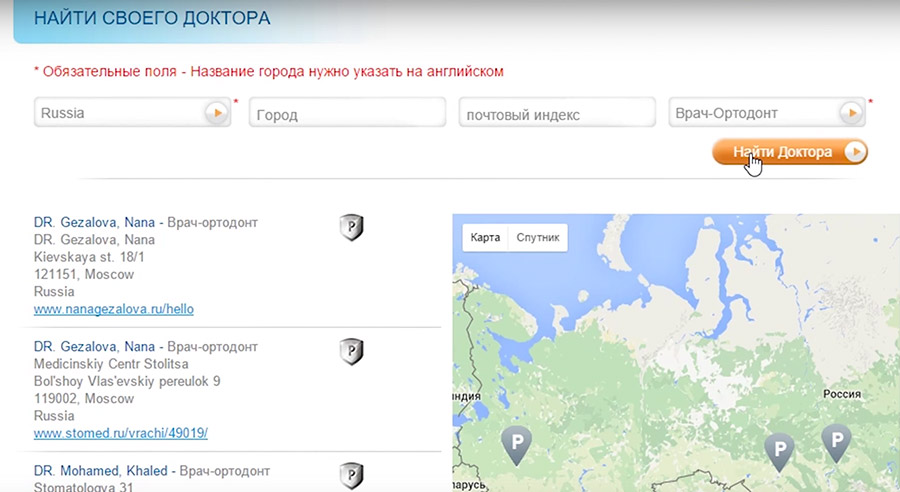 НАЙТИ СВОЕГО ДОКТОРА
* Обязательные поля - Название города нужно указать на английском
Russia
*
Город
почтовый индекс
Врач-Ортодонт
*
Найти Доктора
DR. Gezalova, Nana - Врач-ортодонт
DR. Gezalova, Nana
Kievskaya st. 18/1
121151, Moscow
Russia
www.nanagezalova.ru/hello
P
DR. Gezalova, Nana - Врач-ортодонт
Medicinskiy Centr Stolitsa
Bol'shoy Vlas'evskiy pereulok 9
119002, Moscow
Russia
www.stomed.ru/vrachi/49019/
P
DR. Mohamed, Khaled - Врач-ортодонт
Stomatologya 31
P
Карта
Спутник
ндия
Россия
P
P
P
арусь